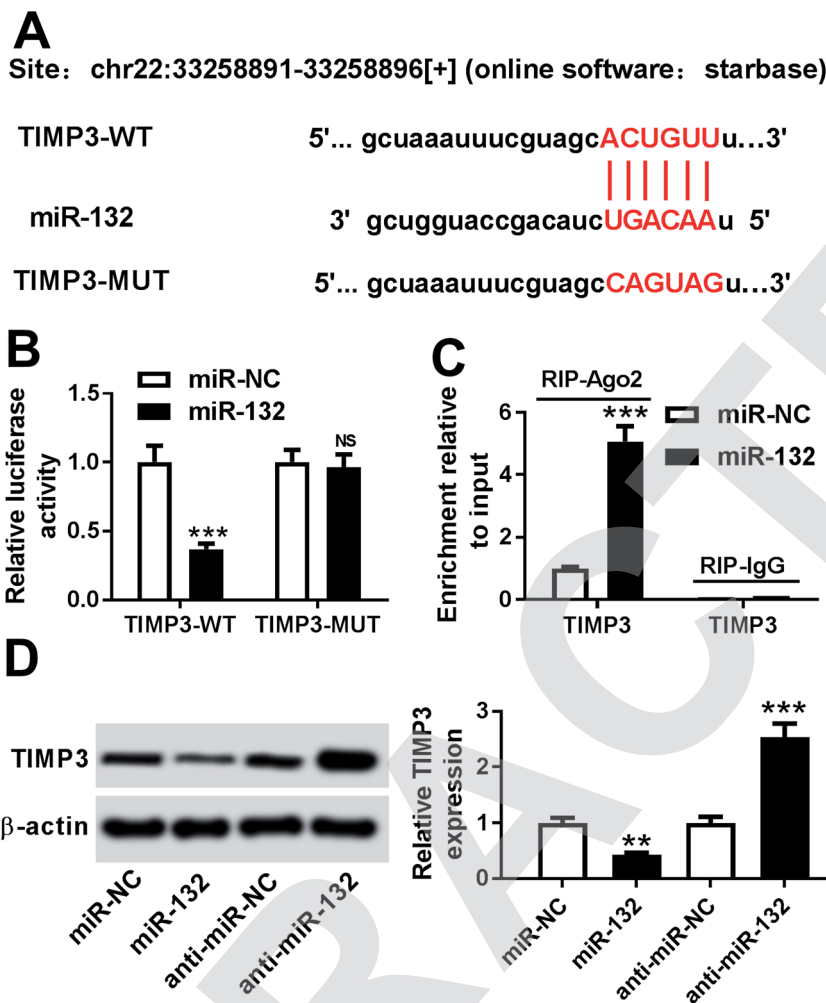 A
Site： chr22:33258891-33258896[+] (online software： starbase)
TIMP3-WT 5'... gcuaaauuucguagcACUGUUu...3'
miR-132 3' gcugguaccgacaucUGACAAu 5'
TIMP3-MUT 5'... gcuaaauuucguagcCAGUAGu...3'
B
miR-NC
miR-132
Relative luciferase
activity
1.5
1.0
0.5
0.0
***
NS
TIMP3-WT TIMP3-MUT
C
RIP-Ago2
miR-NC
miR-132
Enrichment relative
to input
6
4
2
0
***
RIP-IgG
TIMP3 TIMP3
D
TIMP3
β-actin
miR-NC
miR-132
anti-miR-NC
anti-miR-132
Relative TIMP3
expression
3
2
1
0
**
***
miR-NC
miR-132
anti-miR-NC
anti-miR-132